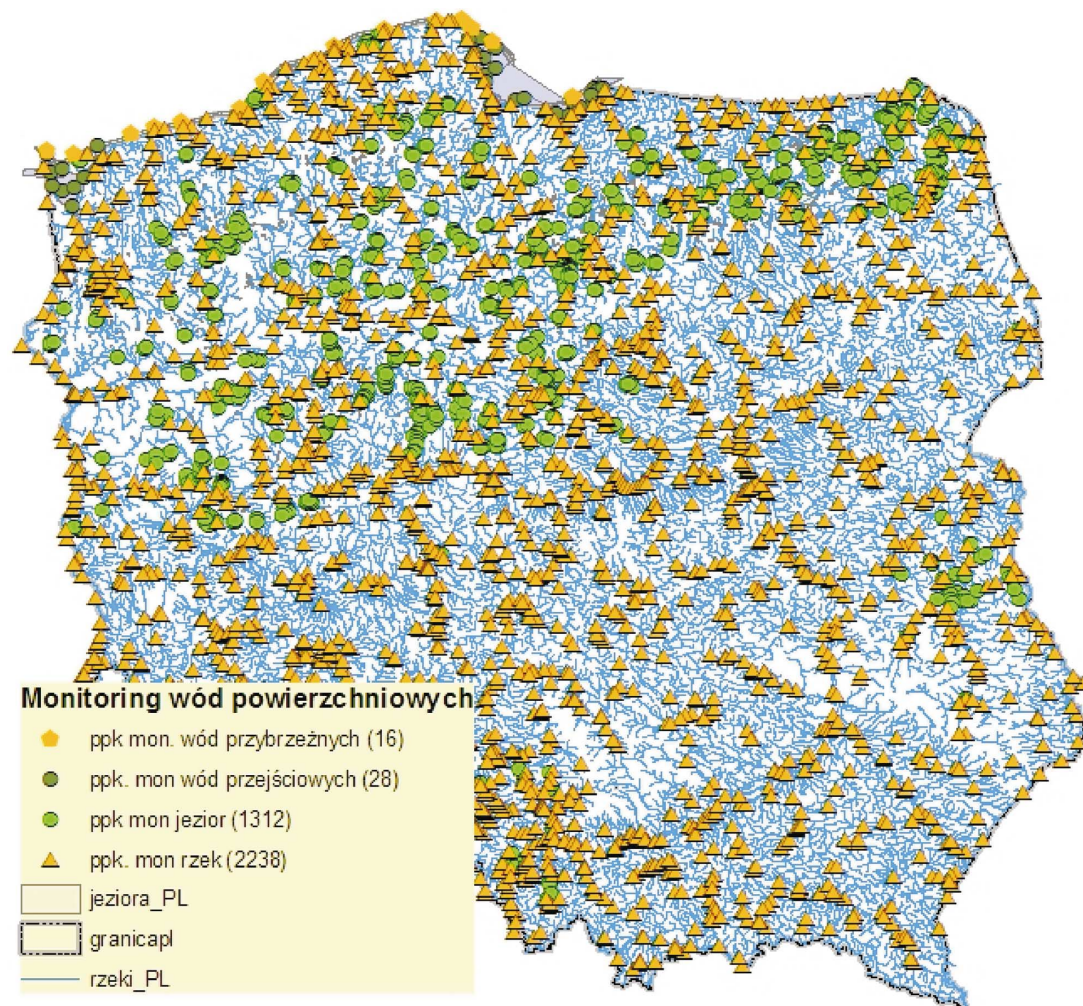 Monitoring wód powierzchniowych
ppk mon. wód przybrzeżnych (16)
ppk. mon wód przejściowych (28)
ppk mon jezior (1312)
ppk. mon rzek (2238)
jeziora_PL
granicapl
rzeki_PL